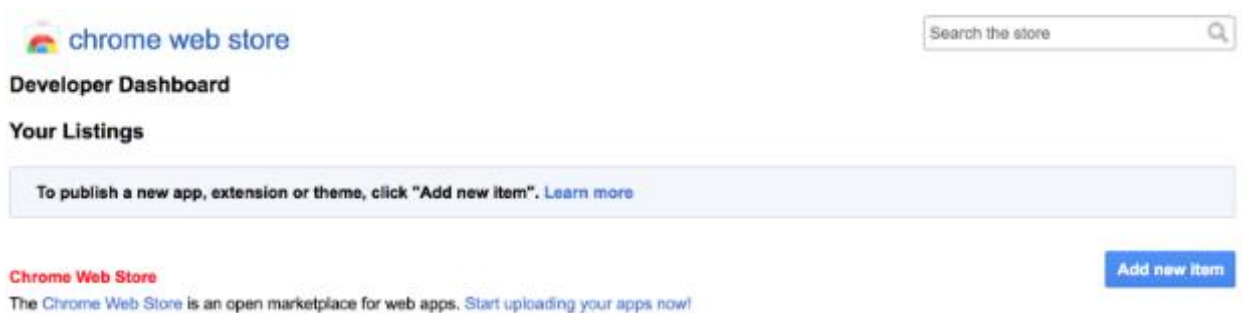 chrome web store
Search the store
Developer Dashboard
Your Listings
To publish a new app, extension or theme, click "Add new item". Learn more
Add new item
Chrome Web Store
The Chrome Web Store is an open marketplace for web apps. Start uploading your apps now!